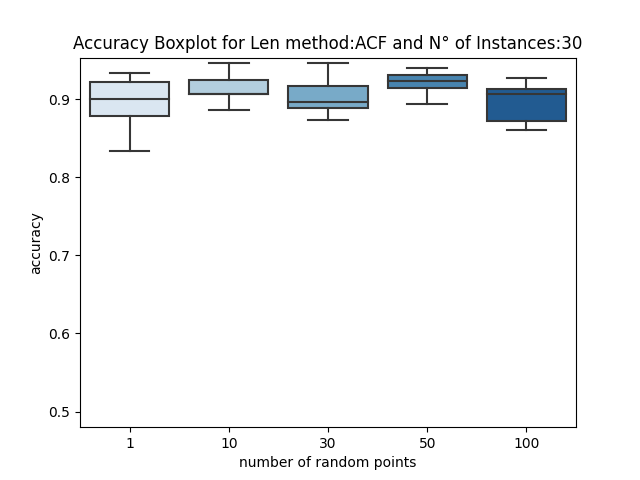 Accuracy Boxplot for Len method:ACF and N° of Instances:30
0.9
0.8
0.7
0.6
0.5
accuracy
1 10 30 50 100
number of random points